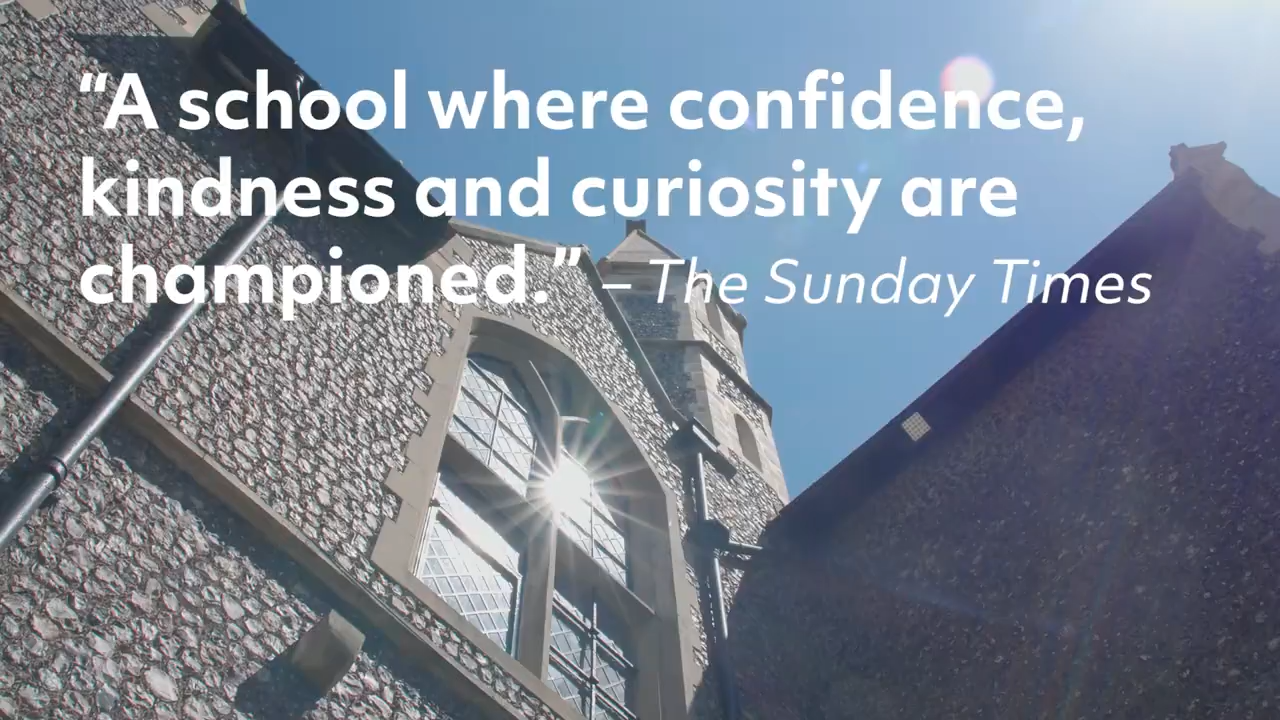 “A school where confidence,
kindness and curiosity are
championed.” – The Sunday Times